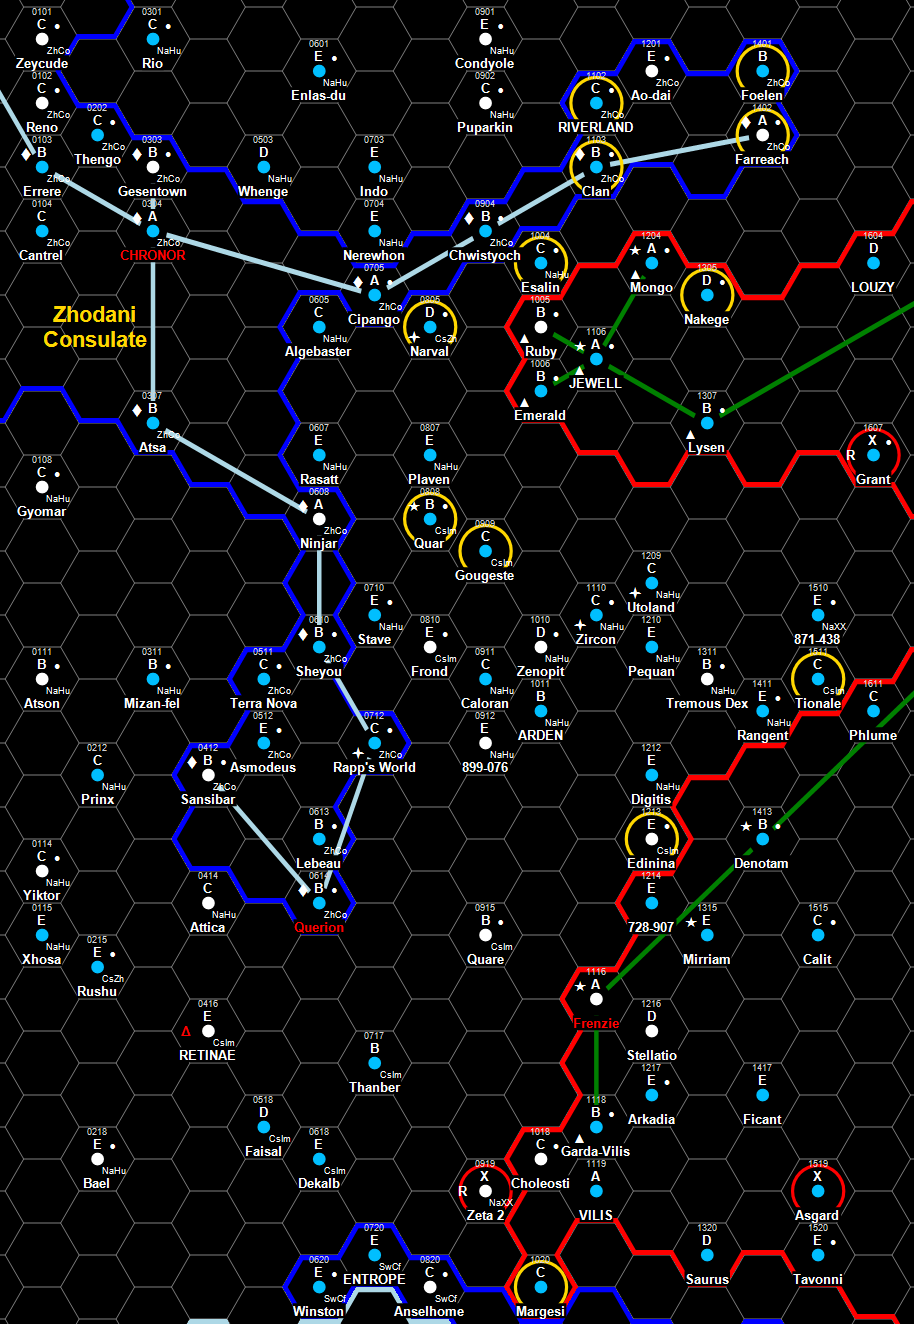 0101
C
ZhCo
Zeycude
0301
C
NaHu
Rio
0601
E
NaHu
Enlas-du
0901
E
NaHu
Condyole
1201
E
ZhCo
Ao-dai
1401
B
ZhCo
Foelen
0102
C
ZhCo
Reno
0202
C
ZhCo
Thengo
0902
C
NaHu
Puparkin
1102
C
ZhCo
RIVERLAND
1402
A
ZhCo
Farreach
0103
B
ZhCo
Errere
0303
B
ZhCo
Gesentown
0503
D
NaHu
Whenge
0703
E
NaHu
Indo
1103
B
ZhCo
Clan
0104
C
ZhCo
Cantrel
0304
A
ZhCo
CHRONOR
0704
E
NaHu
Nerewhon
0904
B
ZhCo
Chwistyoch
1004
C
NaHu
Esalin
1204
A
Mongo
1604
D
LOUZY
0705
A
ZhCo
Cipango
1305
D
Nakege
Zhodani
Consulate
0605
C
NaHu
Algebaster
0805
D
CsZh
Narval
1005
B
Ruby
1106
A
JEWELL
1006
B
Emerald
0307
B
ZhCo
Atsa
1307
B
Lysen
0607
E
NaHu
Rasatt
0807
E
NaHu
Plaven
1607
X
R
Grant
0108
C
NaHu
Gyomar
0608
A
ZhCo
Ninjar
0808
B
CsIm
Quar
0909
C
CsIm
Gougeste
1209
C
NaHu
Utoland
0710
E
NaHu
Stave
1110
C
NaHu
Zircon
1510
E
NaXX
871-438
0610
B
ZhCo
Sheyou
0810
E
CsIm
Frond
1010
D
NaHu
Zenopit
1210
E
NaHu
Pequan
0111
B
NaHu
Atson
0311
B
NaHu
Mizan-fel
0511
C
ZhCo
Terra Nova
0911
C
NaHu
Caloran
1011
B
NaHu
ARDEN
1311
B
NaHu
Tremous Dex
1511
C
CsIm
Tionale
1411
E
NaHu
Rangent
1611
C
Phlume
0512
E
ZhCo
Asmodeus
0712
C
ZhCo
Rapp's World
0912
E
NaHu
899-076
0212
C
NaHu
Prinx
0412
B
ZhCo
Sansibar
1212
E
NaHu
Digitis
0613
B
ZhCo
Lebeau
1213
E
CsIm
Edinina
1413
B
Denotam
0114
C
NaHu
Yiktor
0414
C
NaHu
Attica
0614
B
ZhCo
Querion
1214
E
728-907
0115
E
NaHu
Xhosa
0215
E
CsZh
Rushu
0915
B
CsIm
Quare
1315
E
Mirriam
1515
C
Calit
0416
E
CsIm
RETINAE
1116
A
Frenzie
1216
D
Stellatio
0717
B
CsIm
Thanber
1217
E
Arkadia
1417
E
Ficant
0518
D
CsIm
Faisal
1118
B
Garda-Vilis
0218
E
NaHu
Bael
0618
E
CsIm
Dekalb
1018
C
Choleosti
0919
X
R
NaXX
Zeta 2
1119
A
VILIS
1519
X
Asgard
0720
E
SwCf
ENTROPE
1320
D
Saurus
1520
E
Tavonni
0620
E
SwCf
Winston
0820
C
SwCf
Anselhome
1020
C
Margesi